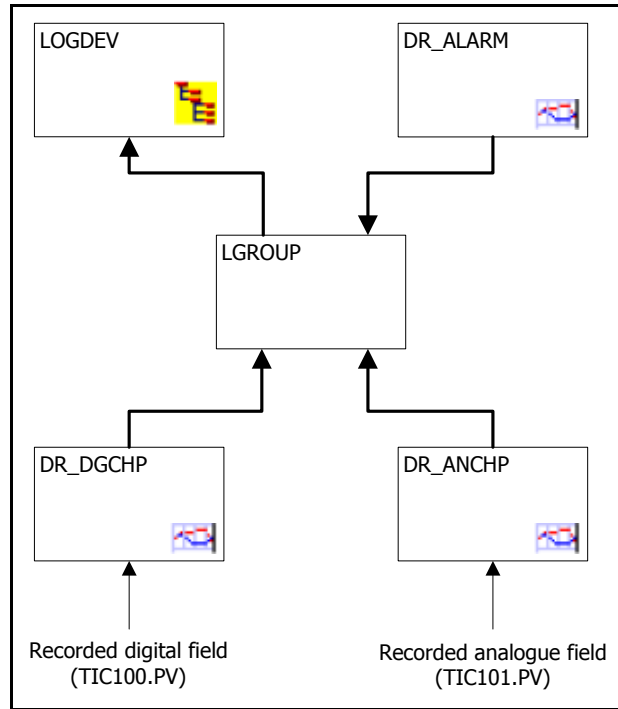 LOGDEV
DR_ALARM
LGROUP
DR_DGCHP
DR_ANCHP
Recorded digital field
(TIC100.PV)
Recorded analogue field
(TIC101.PV)